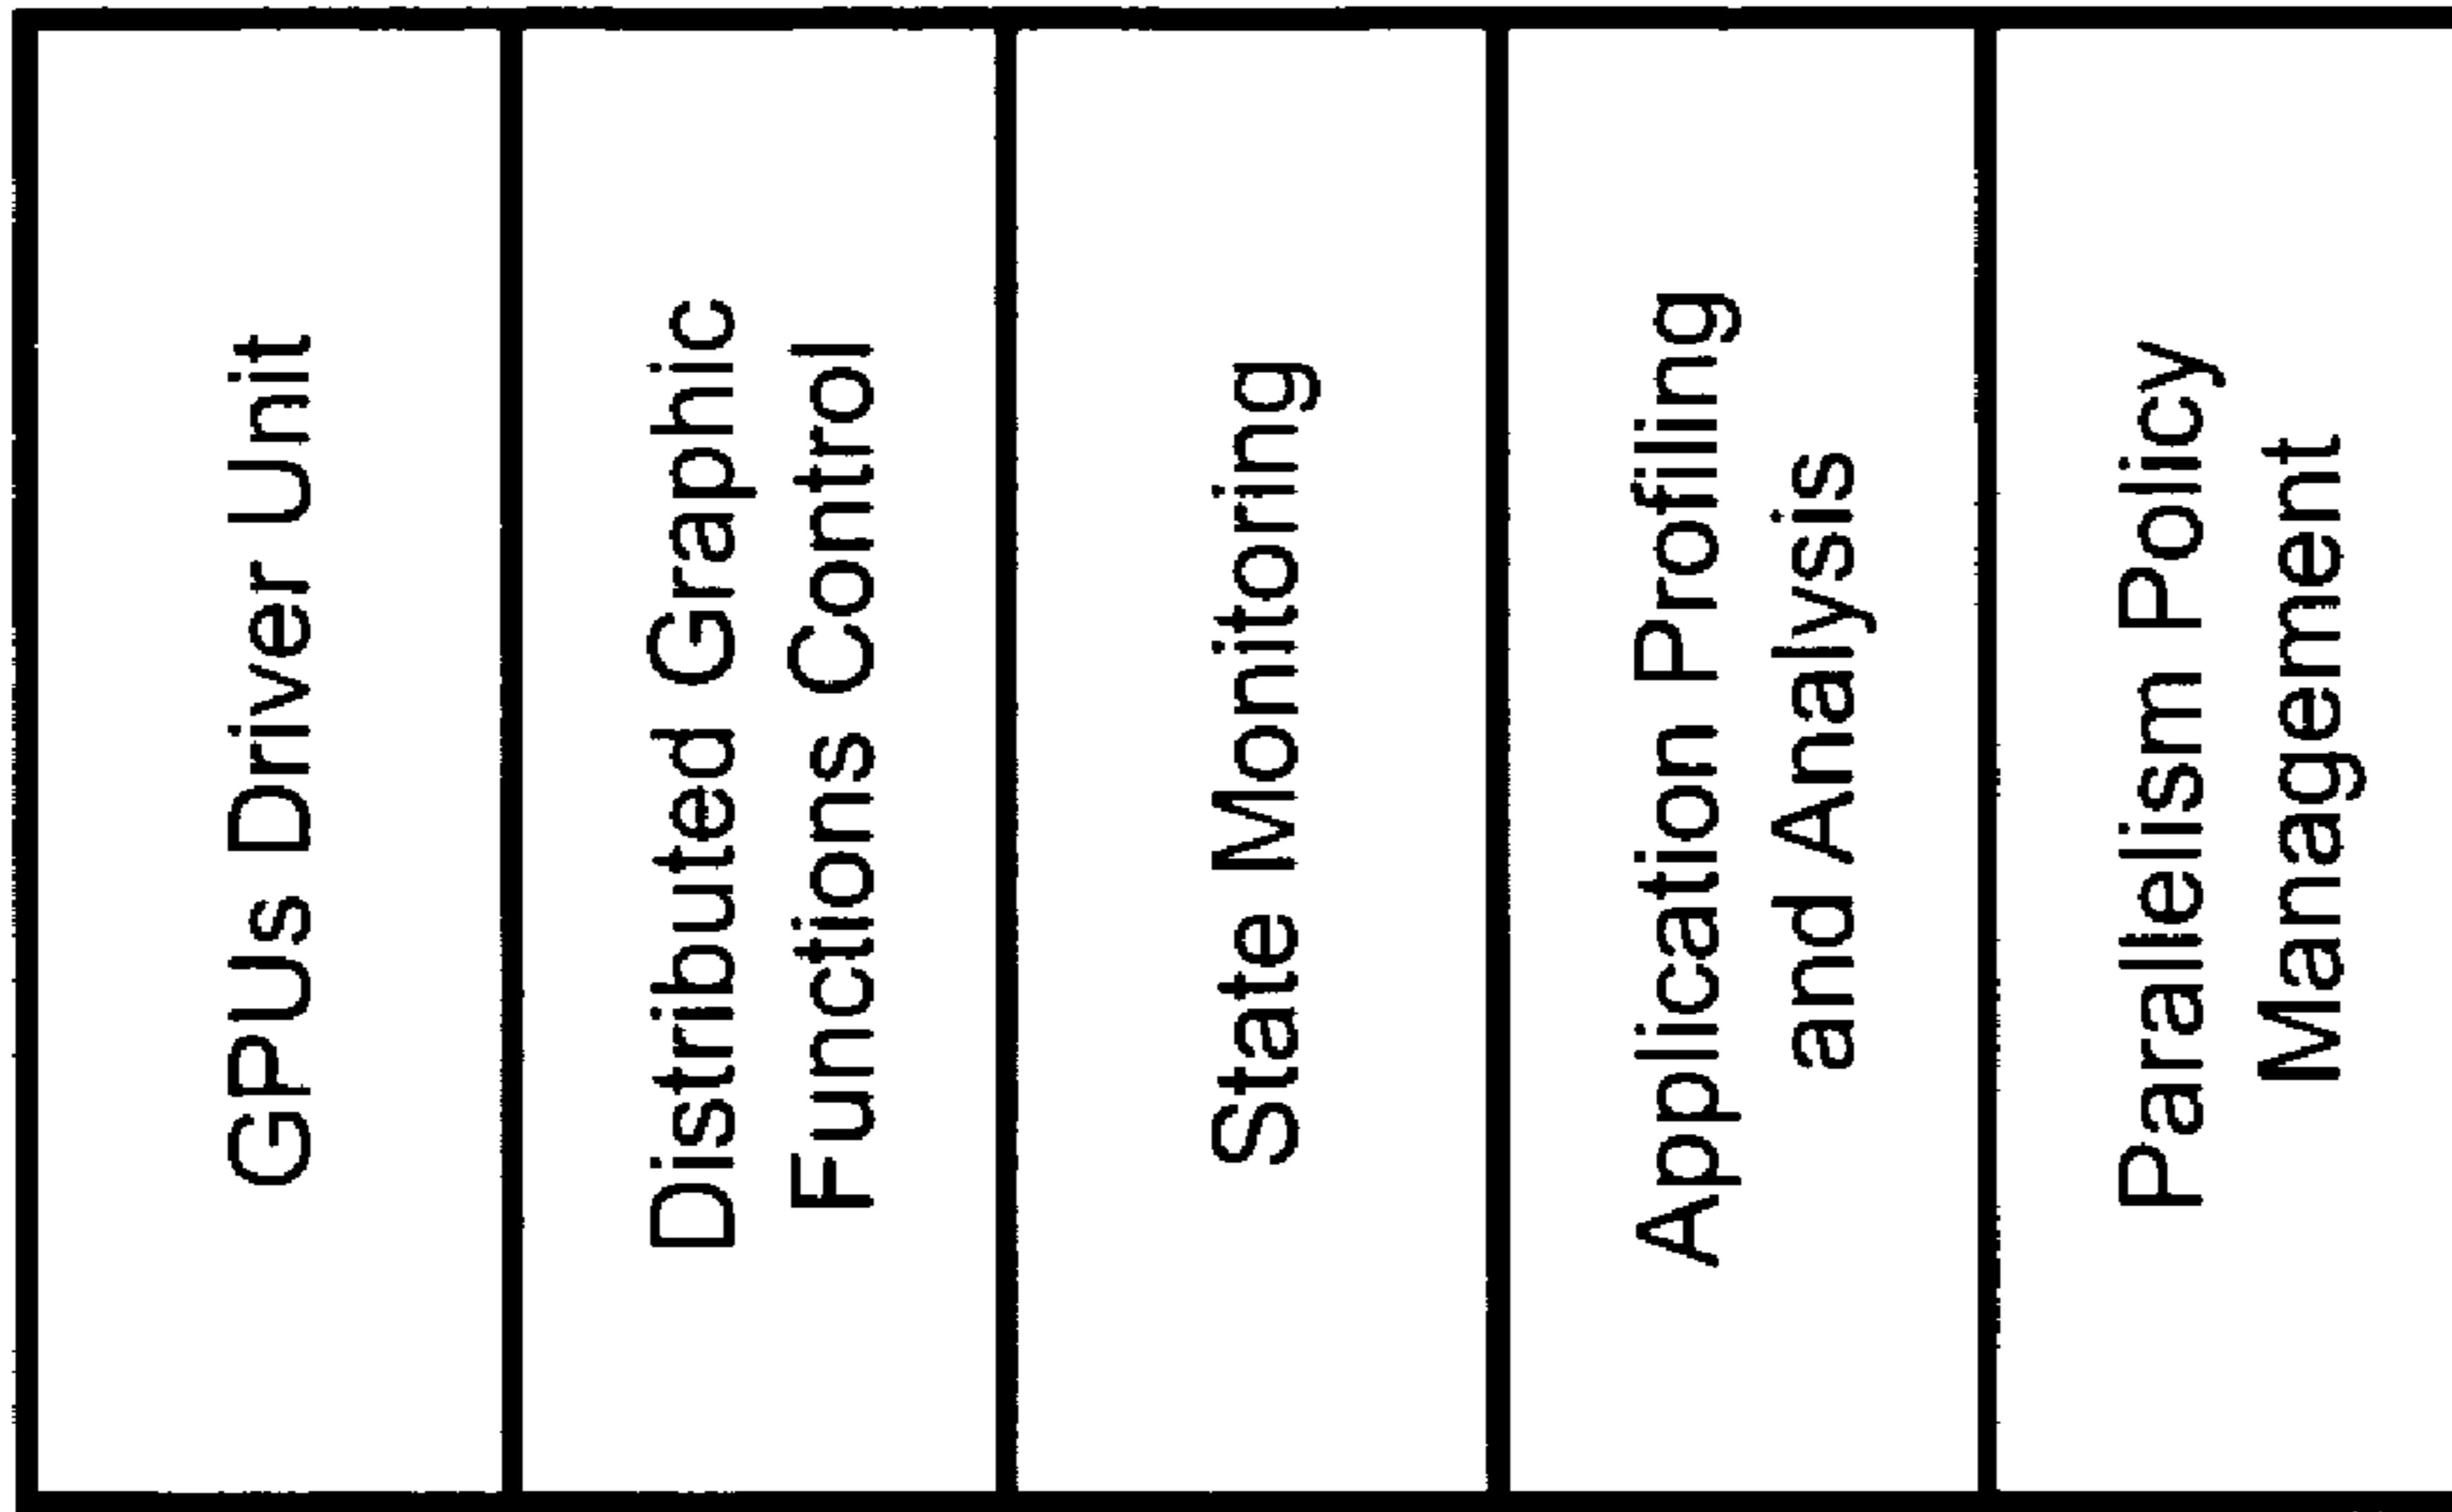 GPUs Driver Unit
Distributed Graphic
Functions Control
State Monitoring
Application Profiling
and Analysis
Parallelism Policy
Management